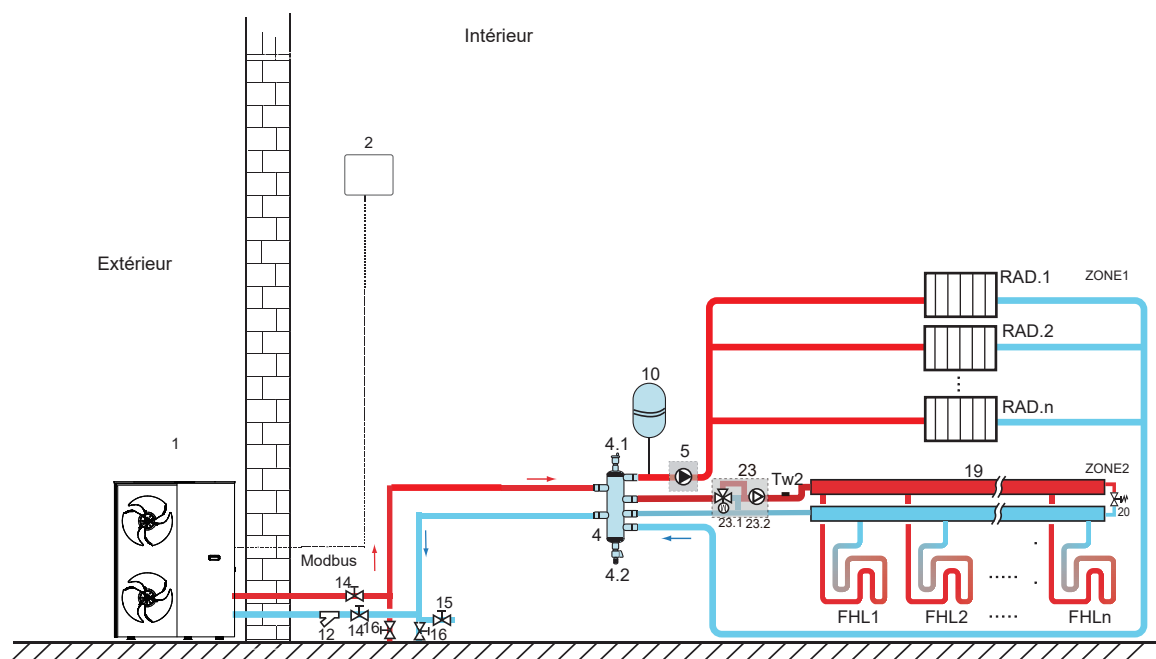 Intérieur
2
Extérieur
RAD.1
ZONE1
RAD.2
10
RAD.n
4.1
1
5
23
Tw2
19
ZONE2
20
4
23.1
23.2
Modbus
4.2
14
15
12
14
16
16
FHL1
FHL2
FHLn